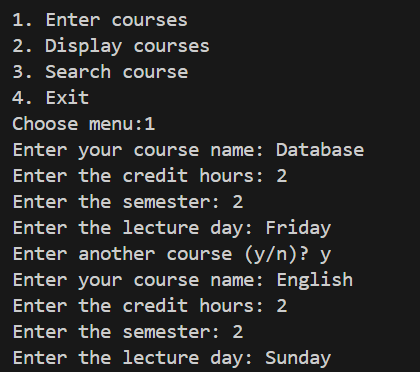 1. Enter courses
2. Display courses
3. Search course
4. Exit
Choose menu:1
Enter your course name: Database
Enter the credit hours: 2
Enter the semester: 2
Enter the lecture day: Friday
Enter another course (y/n)? y
Enter your course name: English
Enter the credit hours: 2
Enter the semester: 2
Enter the lecture day: Sunday